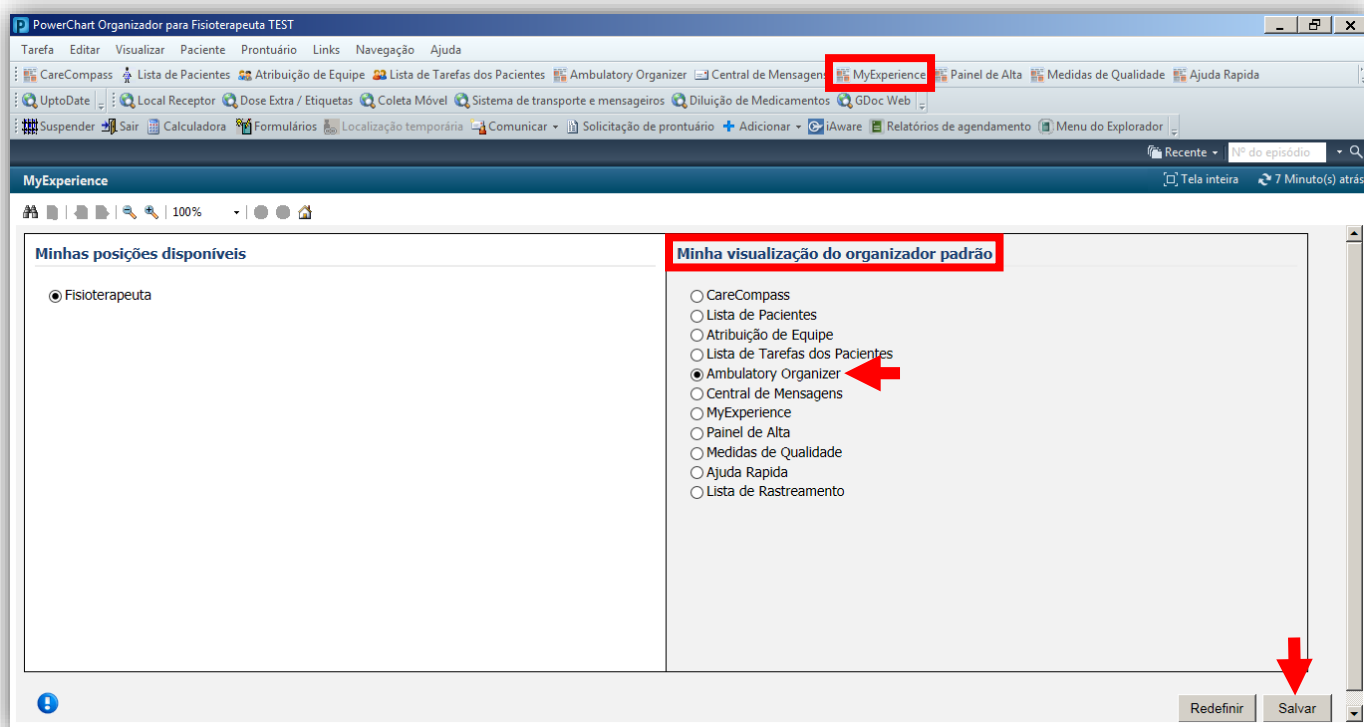 PowerChart Organizador para Fisioterapeuta TEST
Tarefa Editar Visualizar Paciente Prontuário Links Navegação Ajuda
CareCompass Lista de Pacientes Atribuição de Equipe Lista de Tarefas dos Pacientes Ambulatory Organizer Central de Mensagens MyExperience Painel de Alta Medidas de Qualidade Ajuda Rapida
UptoDate Local Receptor Dose Extra / Etiquetas Coleta Móvel Sistema de transporte e mensageiros Diluição de Medicamentos GDoc Web
Suspender Sair Calculadora Formulários Localização temporária Comunicar Solicitação de prontuário Adicionar iAware Relatórios de agendamento Menu do Explorador
Recente Nº do episódio
MyExperience Tela inteira 7 Minuto(s) atrás
100%
Minhas posições disponíveis
Fisioterapeuta
Minha visualização do organizador padrão
CareCompass
Lista de Pacientes
Atribuição de Equipe
Lista de Tarefas dos Pacientes
Ambulatory Organizer
Central de Mensagens
MyExperience
Painel de Alta
Medidas de Qualidade
Ajuda Rapida
Lista de Rastreamento
Redefinir Salvar